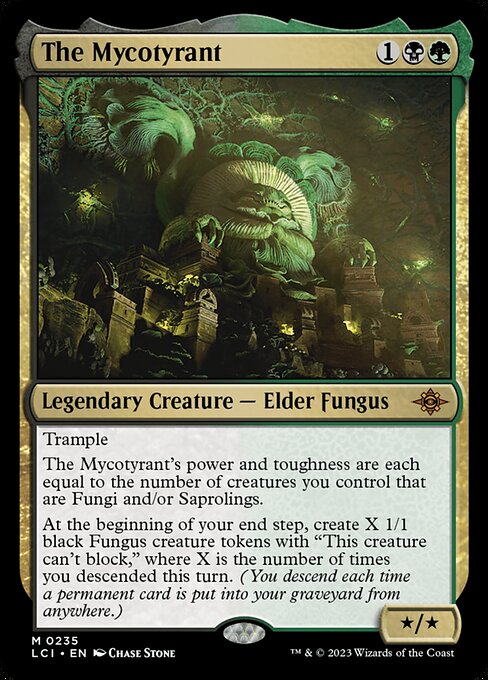 The Mycotyrant 1
Legendary Creature — Elder Fungus
Trample
The Mycotyrant's power and toughness are each
equal to the number of creatures you control that
are Fungi and/or Saprolings.
At the beginning of your end step, create X 1/1
black Fungus creature tokens with “This creature
can't block,” where X is the number of times
you descended this turn. (You descend each time
a permanent card is put into your graveyard from
anywhere.)
★/★
M 0235
LCI • EN Chase Stone
™ & © 2023 Wizards of the Coast